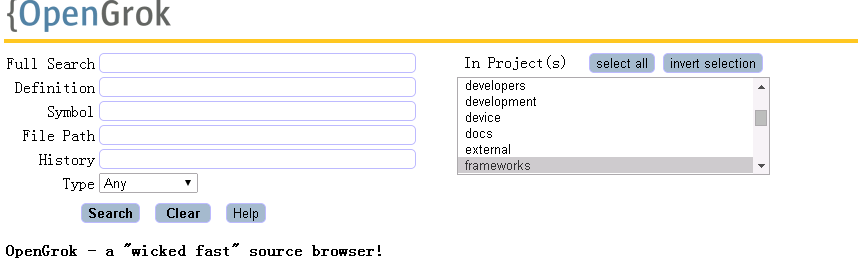 {OpenGrok
Full Search
Definition
Symbol
File Path
History
Type Any
Search Clear Help
In Project(s) select all invert selection
developers
development
device
docs
external
frameworks
OpenGrok - a "wicked fast" source browser!